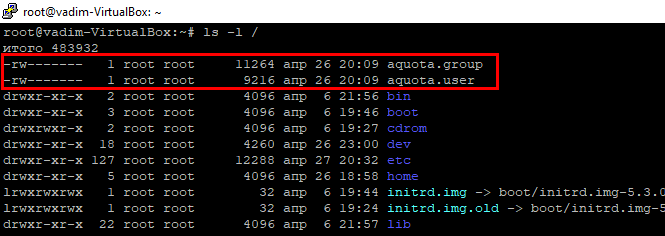 root@vadim-VirtualBox: ~
root@vadim-VirtualBox:~# ls -l /
итого 483932
-rw------- 1 root root 11264 апр 26 20:09 aquota.group
-rw------- 1 root root 9216 апр 26 20:09 aquota.user
drwxr-xr-x 2 root root 4096 апр 6 21:56 bin
drwxr-xr-x 3 root root 4096 апр 6 19:46 boot
drwxr-xr-x 2 root root 4096 апр 6 19:27 cdrom
drwxr-xr-x 18 root root 4260 апр 26 23:00 dev
drwxr-xr-x 127 root root 12288 апр 27 20:32 etc
drwxr-xr-x 5 root root 4096 апр 26 18:58 home
lrwxrwxrwx 1 root root 32 апр 6 19:44 initrd.img -> boot/initrd.img-5.3.0
lrwxrwxrwx 1 root root 32 апр 6 19:24 initrd.img.old -> boot/initrd.img-5
drwxr-xr-x 22 root root 4096 апр 6 21:57 lib